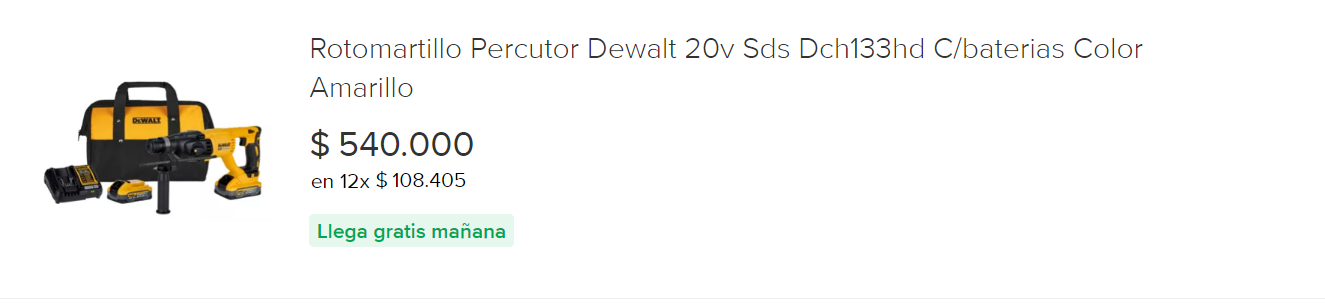 Rotomartillo Percutor Dewalt 20v Sds Dch133hd C/baterias Color
Amarillo
DEWALT
$ 540.000
en 12x $ 108.405
Llega gratis mañana